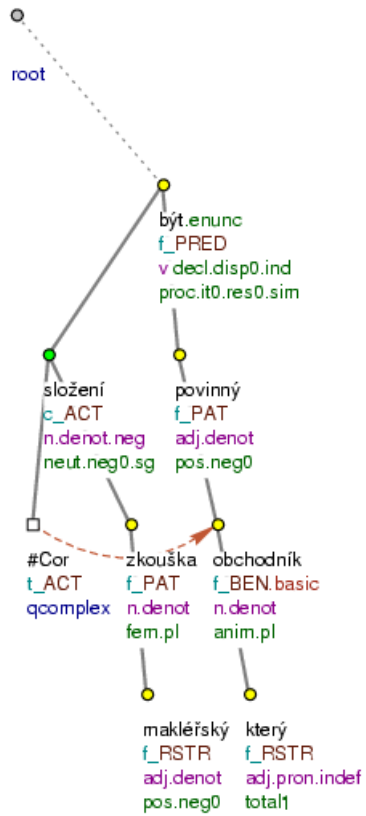 root
být.enunc
f_PRED
v decl.disp0.ind
proc.it0.res0.sim
složení
c_ACT
n.denot.neg
neut.neg0.sg
povinný
f_PAT
adj.denot
pos.neg0
#Cor
t_ACT
qcomplex
zkouška
f_PAT
n.denot
fem.pl
obchodník
f_BEN.basic
n.denot
anim.pl
makléřský
f_RSTR
adj.denot
pos.neg0
který
f_RSTR
adj.pron.indef
total1